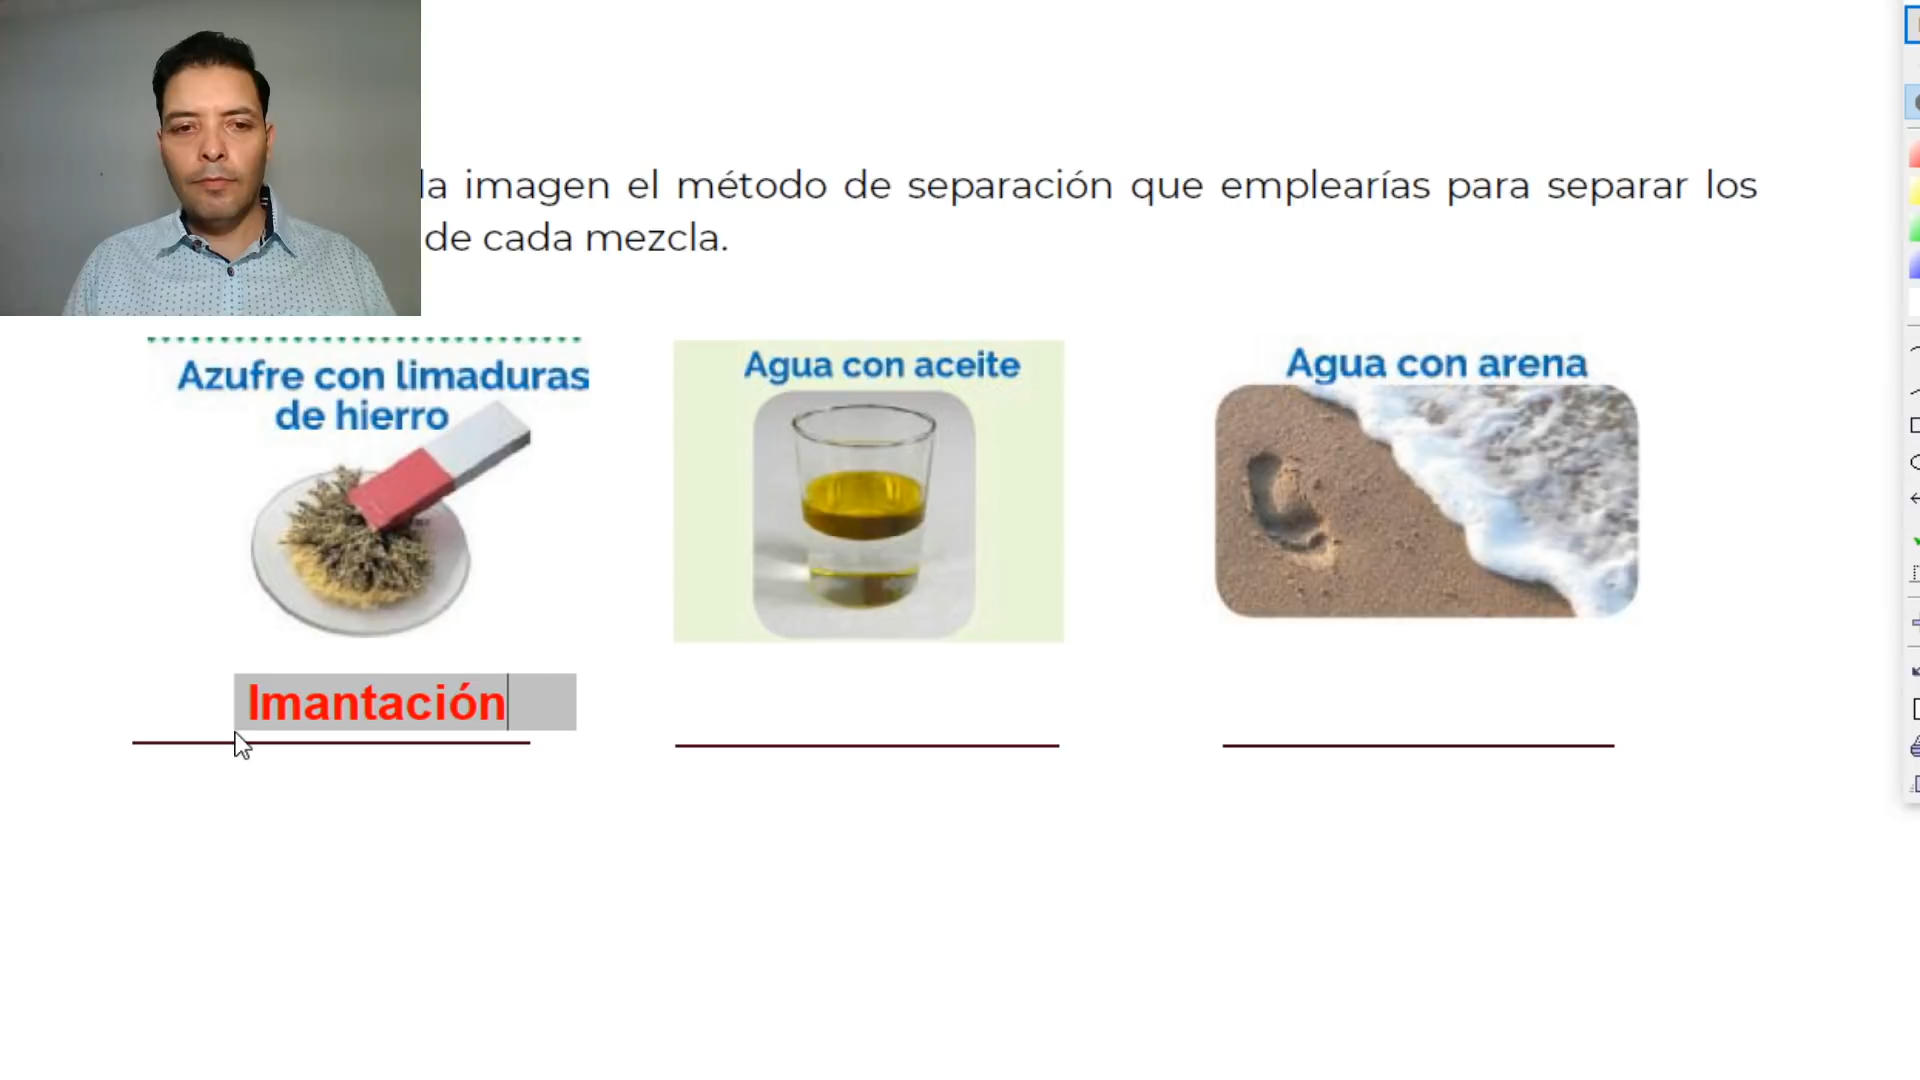 la imagen el método de separación que emplearías para separar los
de cada mezcla.
Azufre con limaduras
de hierro
Agua con aceite
Agua con arena
Imantación